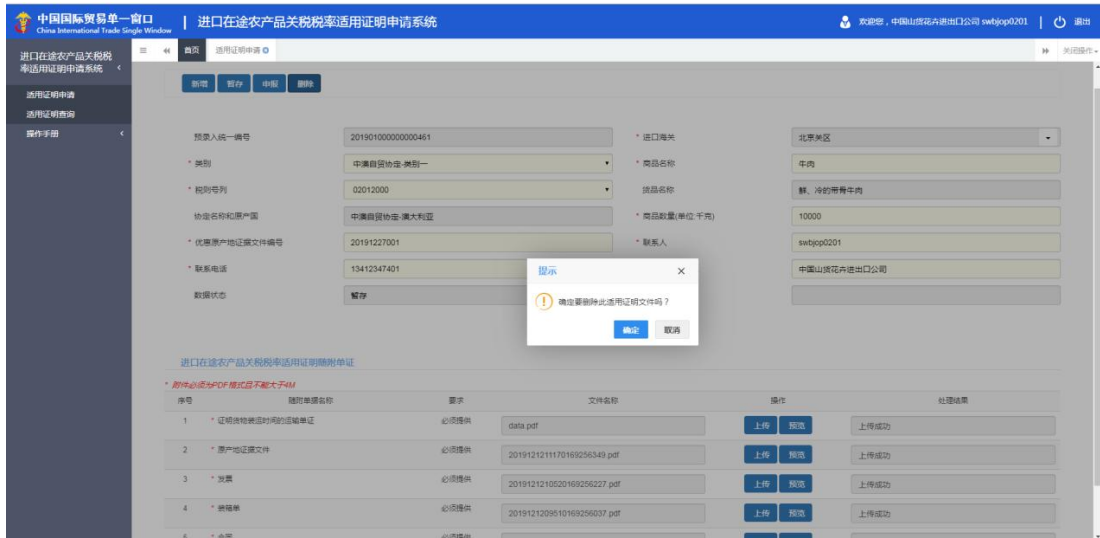 中国国际贸易单一窗口
China International Trade Single Window
进口在途农产品关税税率适用证明申请系统
欢迎您，中国山货花卉进出口公司 swbjop0201
退出
进口在途农产品关税税
率适用证明申请系统
首页
适用证明申请
关闭操作
适用证明申请
适用证明查询
操作手册
新增 暂存 申报 删除
预录入统一编号 201901000000000461 * 进口海关 北京关区
* 类别 中澳自贸协定-类别一 * 商品名称 牛肉
* 税则号列 02012000 货品名称 鲜、冷的带骨牛肉
协定名称和原产国 中澳自贸协定-澳大利亚 * 商品数量(单位:千克) 10000
* 优惠原产地证据文件编号 20191227001 * 联系人 swbjop0201
* 联系电话 13412347401 中国山货花卉进出口公司
数据状态 暂存
提示
确定要删除此适用证明文件吗？
确定 取消
进口在途农产品关税税率适用证明随附单证
* 附件必须为PDF格式且不能大于4M
序号 随附单据名称 要求 文件名称 操作 处理结果
1 * 证明货物装运时间的运输单证 必须提供 data.pdf 上传 预览 上传成功
2 * 原产地证据文件 必须提供 2019121211170169256349.pdf 上传 预览 上传成功
3 * 发票 必须提供 2019121210520169256227.pdf 上传 预览 上传成功
4 * 装箱单 必须提供 2019121209510169256037.pdf 上传 预览 上传成功